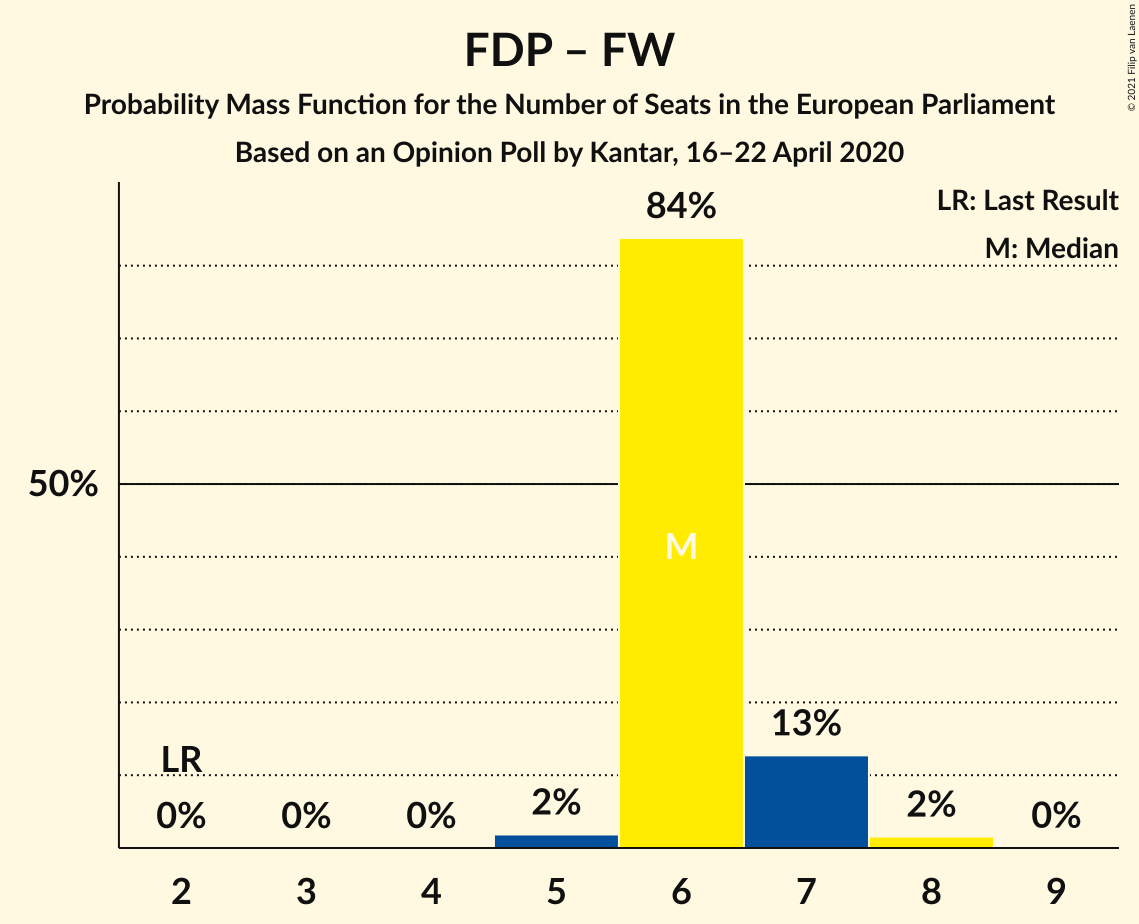 FDP – FW
Probability Mass Function for the Number of Seats in the European Parliament
Based on an Opinion Poll by Kantar, 16–22 April 2020
© 2021 Filip van Laenen
LR: Last Result
M: Median
84%
50%
M
13%
LR
0%
0%
0%
2%
2%
0%
2 3 4 5 6 7 8 9